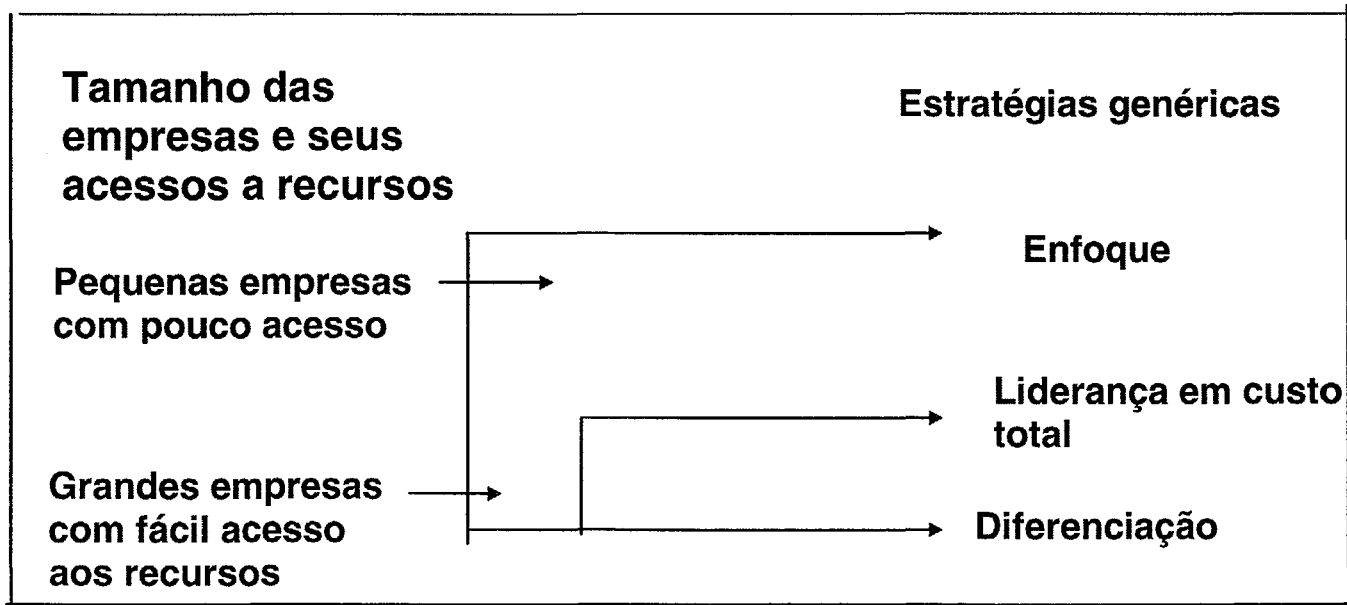 Tamanho das
empresas e seus
acessos a recursos
Estratégias genéricas
Pequenas empresas
com pouco acesso
Enfoque
Grandes empresas
com fácil acesso
aos recursos
Liderança em custo
total
Diferenciação